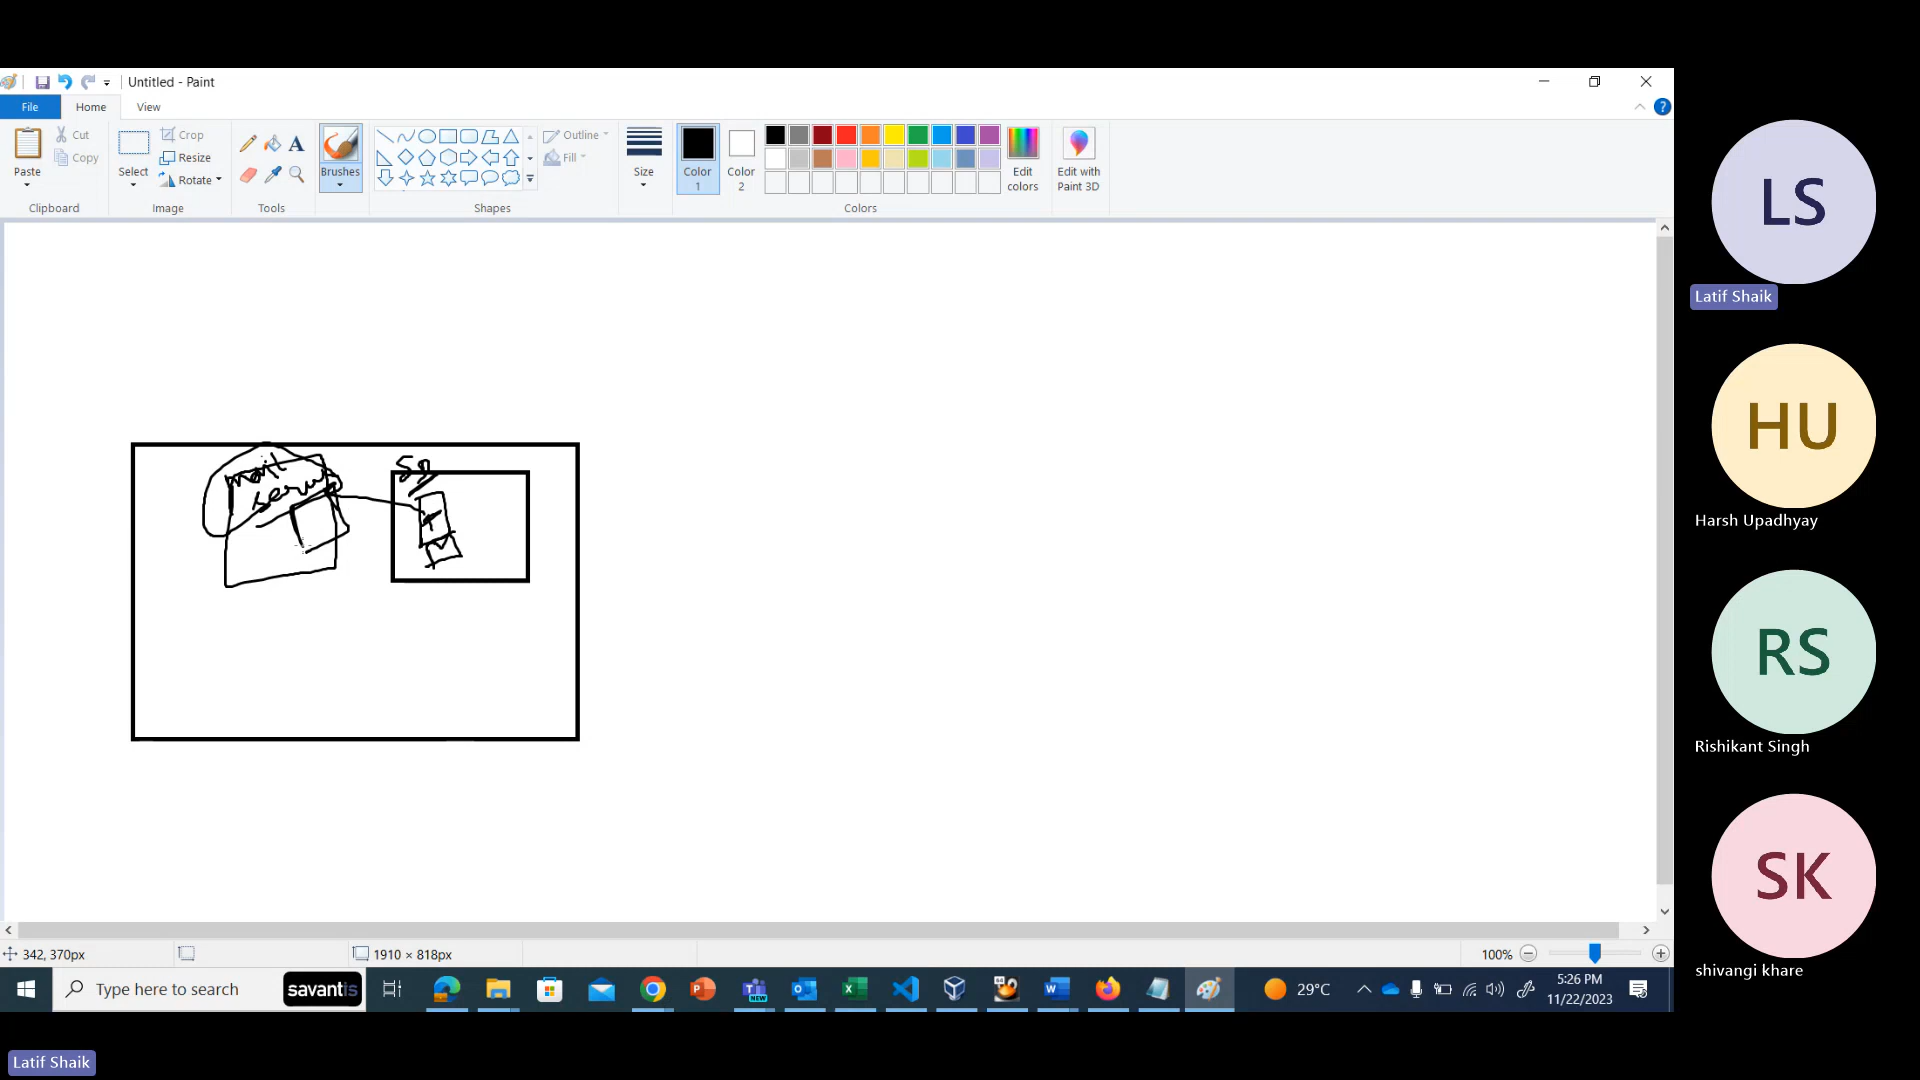 Untitled - Paint
File
Home
View
Paste
Cut
Copy
Clipboard
Select
Crop
Resize
Rotate
Image
A
Tools
Brushes
Shapes
Outline
Fill
Size
Color
1
Color
2
Edit
colors
Edit with
Paint 3D
Colors
?
mail
server
LS
Latif Shaik
HU
Harsh Upadhyay
RS
Rishikant Singh
SK
shivangi khare
342, 370px
1910 × 818px
100%
Type here to search
savantis
NEW
29°C
5:26 PM
11/22/2023
Latif Shaik